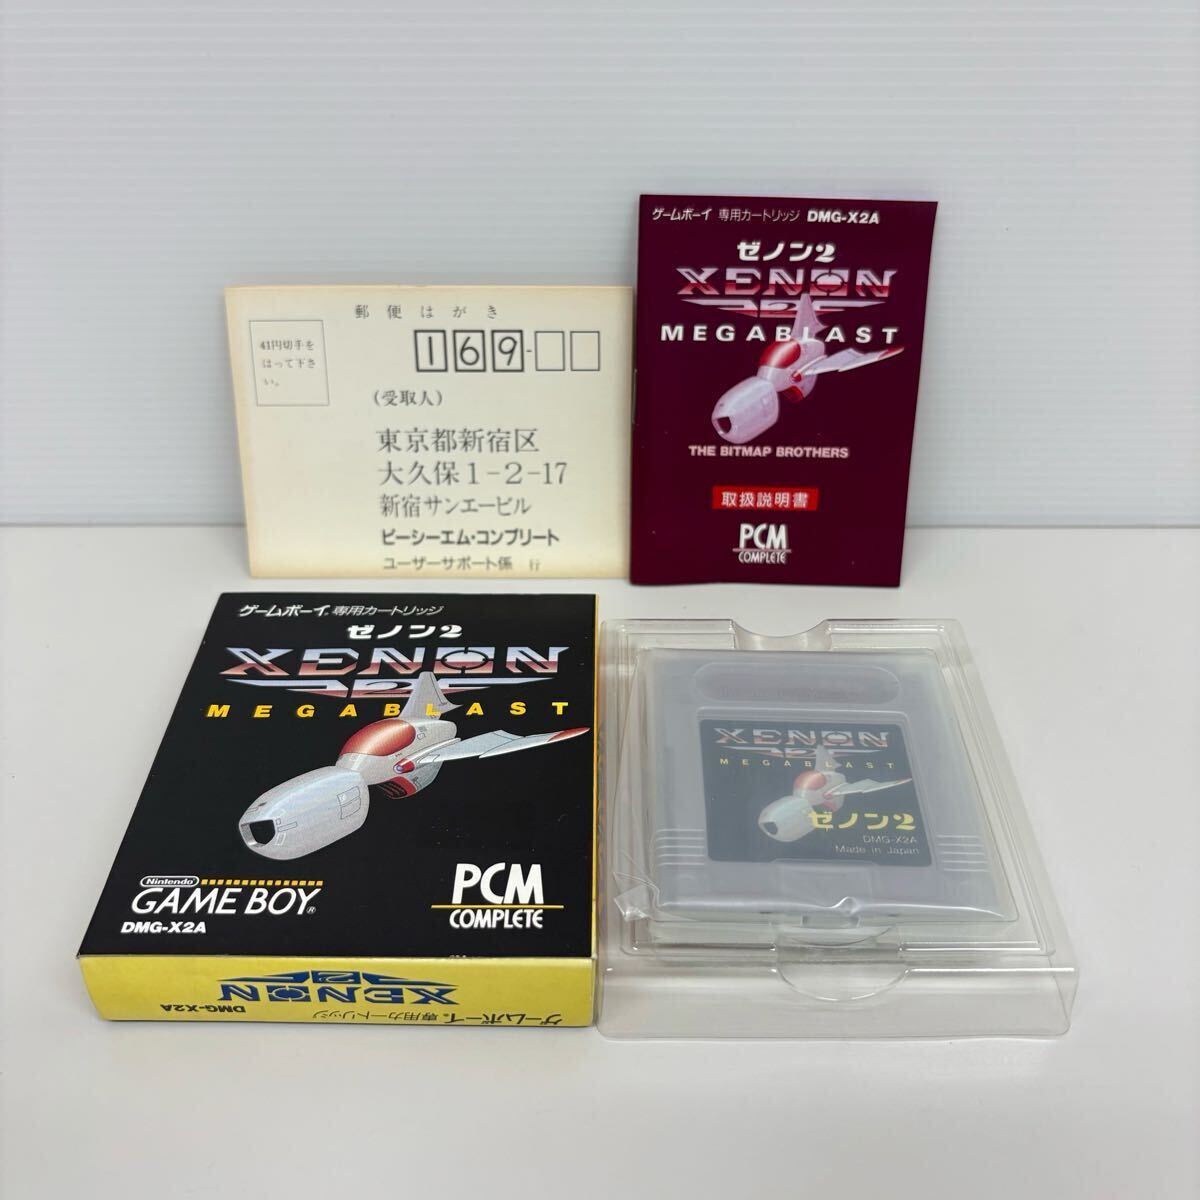 郵便はがき
41円切手を
はって下さ
い。
169-
(受取人)
東京都新宿区
大久保1-2-17
新宿サンエービル
ピーシーエム・コンプリート
ユーザーサポート係 行
ゲームボーイ 専用カートリッジ DMG-X2A
ゼノン2
XENON
2
MEGABLAST
THE BITMAP BROTHERS
取扱説明書
PCM
COMPLETE
ゲームボーイ® 専用カートリッジ
ゼノン2
XENON
2
MEGABLAST
Nintendo
GAME BOY®
DMG-X2A
PCM
COMPLETE
ゲームボーイ® 専用カートリッジ
XENON
2
DMG-X2A
XENON
2
MEGABLAST
ゼノン2
DMG-X2A
Made in Japan